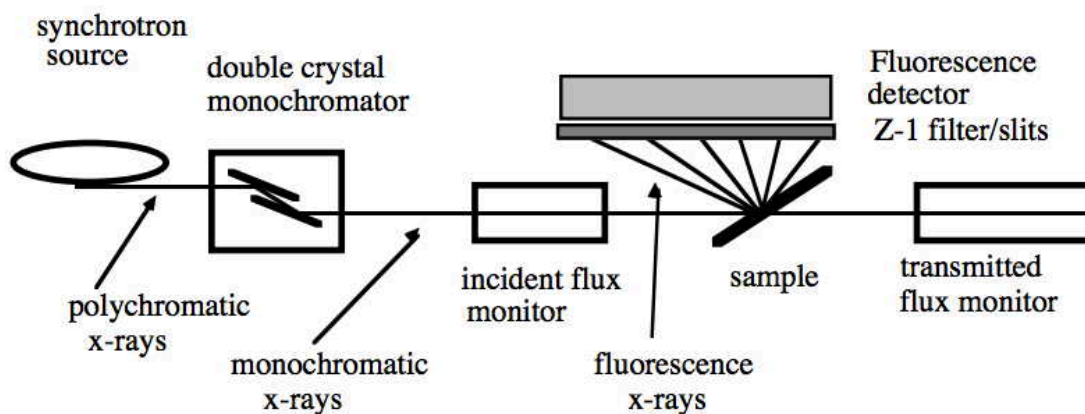 synchrotron
source
double crystal
monochromator
Fluorescence
detector
Z-1 filter/slits
polychromatic
x-rays
monochromatic
x-rays
incident flux
monitor
fluorescence
x-rays
sample
transmitted
flux monitor